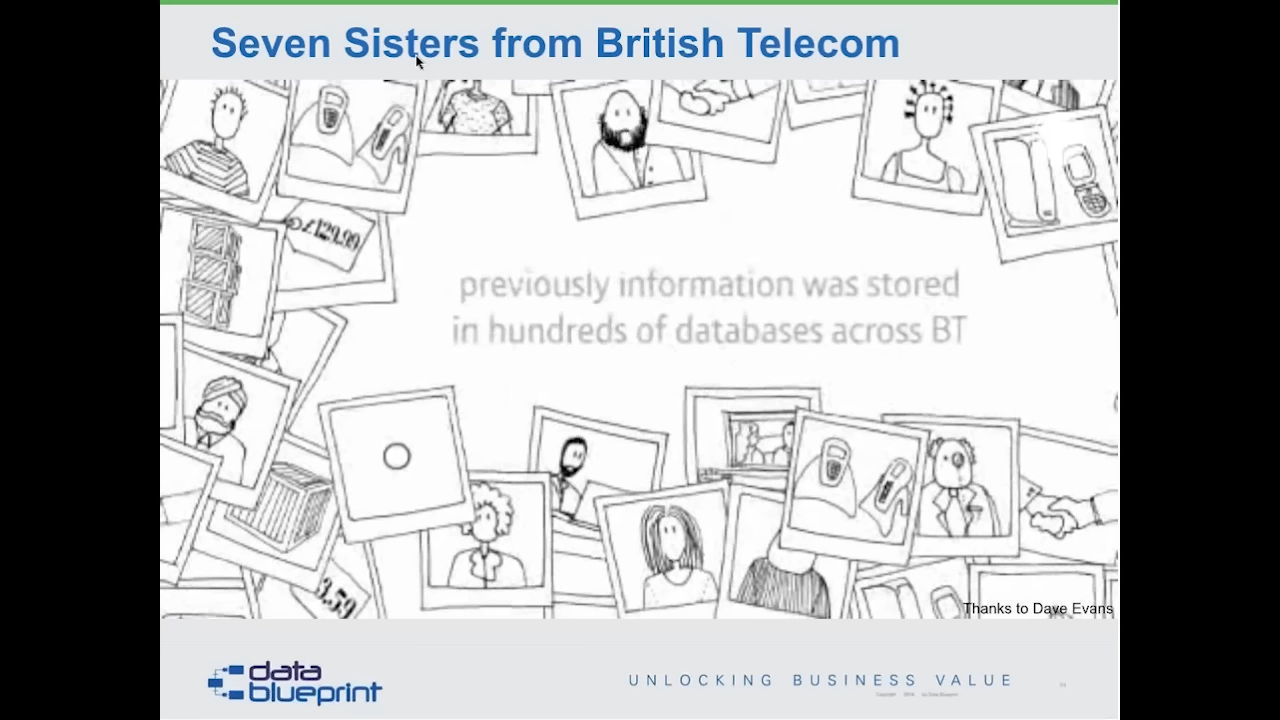 Seven Sisters from British Telecom
£129.99
previously information was stored
in hundreds of databases across BT
3.59
Thanks to Dave Evans
data
blueprint
UNLOCKING BUSINESS VALUE